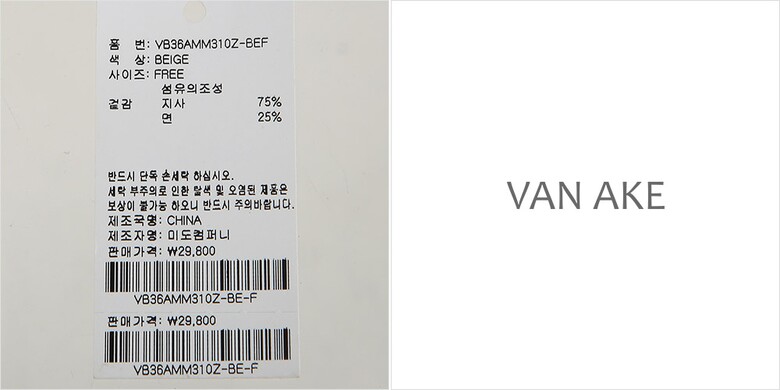 품 번: VB36AMM310Z-BEF
색 상: BEIGE
사이즈: FREE
섬유의조성
겉감 지사 75%
면 25%
반드시 단독 손세탁 하십시오.
세탁 부주의로 인한 탈색 및 오염된 제품은
보상이 불가능 하오니 반드시 주의바랍니다.
제조국명: CHINA
제조자명: 미도컴퍼니
판매가격: ₩29,800
VB36AMM310Z-BE-F
판매가격: ₩29,800
VB36AMM310Z-BE-F
VAN AKE